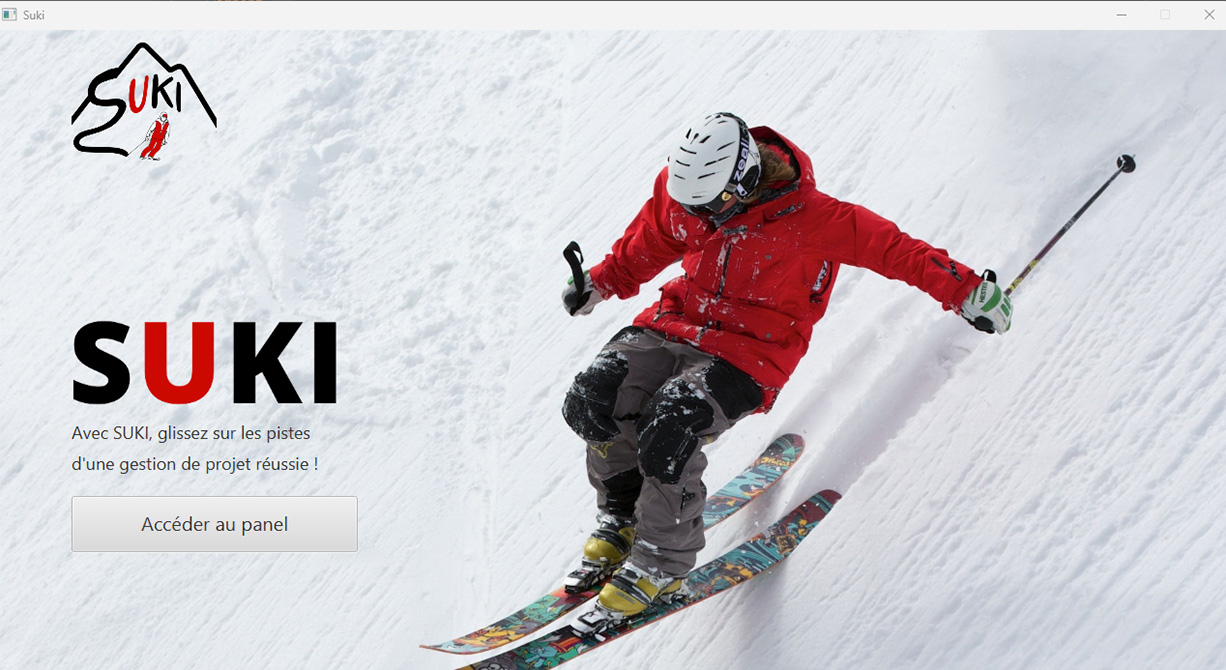 Suki
SUKI
SUKI
Avec SUKI, glissez sur les pistes
d'une gestion de projet réussie !
Accéder au panel